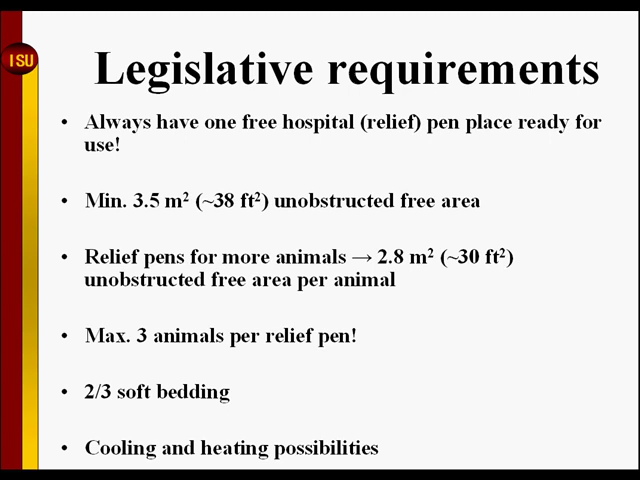 ISU
Legislative requirements
• Always have one free hospital (relief) pen place ready for
use!
• Min. 3.5 m² (~38 ft²) unobstructed free area
• Relief pens for more animals → 2.8 m² (~30 ft²)
unobstructed free area per animal
• Max. 3 animals per relief pen!
• 2/3 soft bedding
• Cooling and heating possibilities